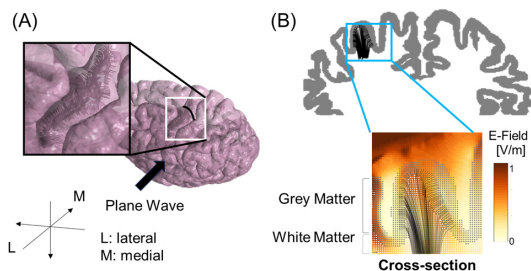 (A)
M
L
Plane Wave
L: lateral
M: medial
(B)
E-Field
[V/m]
1
0
Grey Matter
White Matter
Cross-section